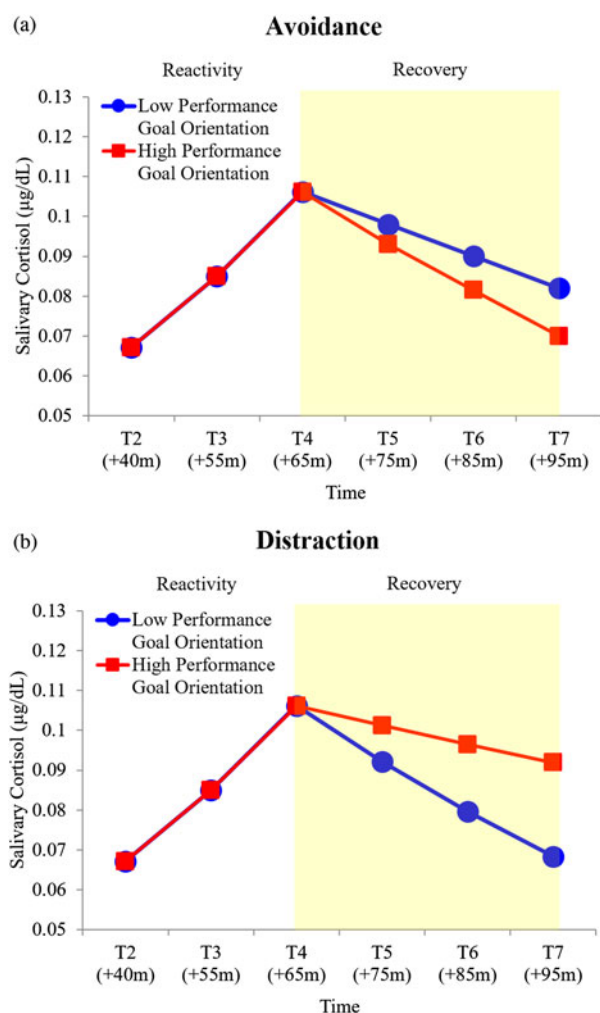 (a)
Avoidance
Reactivity Recovery
0.13
0.12
0.11
0.1
0.09
0.08
0.07
0.06
0.05
Salivary Cortisol (µg/dL)
Low Performance
Goal Orientation
High Performance
Goal Orientation
T2 T3 T4 T5 T6 T7
(+40m) (+55m) (+65m) (+75m) (+85m) (+95m)
Time
(b)
Distraction
Reactivity Recovery
0.13
0.12
0.11
0.1
0.09
0.08
0.07
0.06
0.05
Salivary Cortisol (µg/dL)
Low Performance
Goal Orientation
High Performance
Goal Orientation
T2 T3 T4 T5 T6 T7
(+40m) (+55m) (+65m) (+75m) (+85m) (+95m)
Time